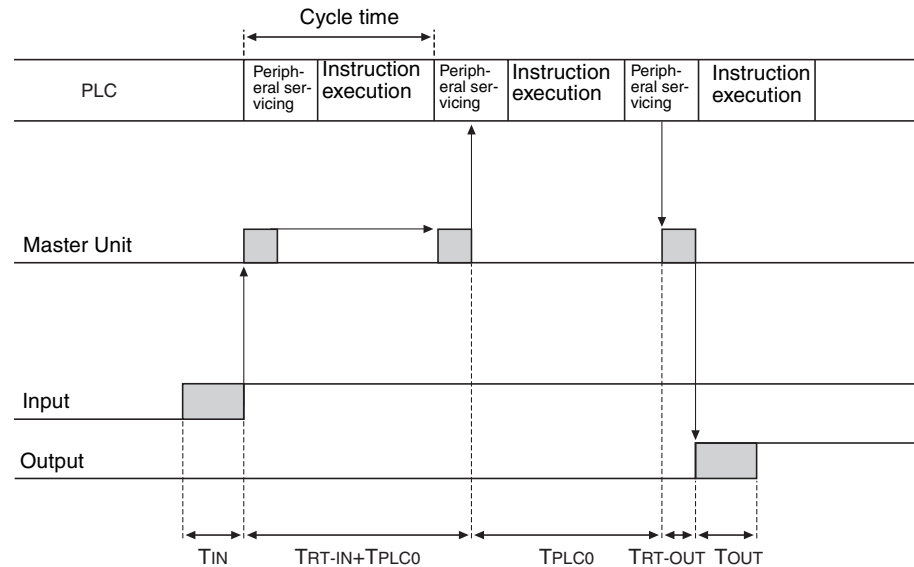 Cycle time
PLC
Periph-
eral ser-
vicing
Instruction
execution
Periph-
eral ser-
vicing
Instruction
execution
Periph-
eral ser-
vicing
Instruction
execution
Master Unit
Input
Output
TIN
TRT-IN+TPLC0
TPLC0
TRT-OUT
TOUT